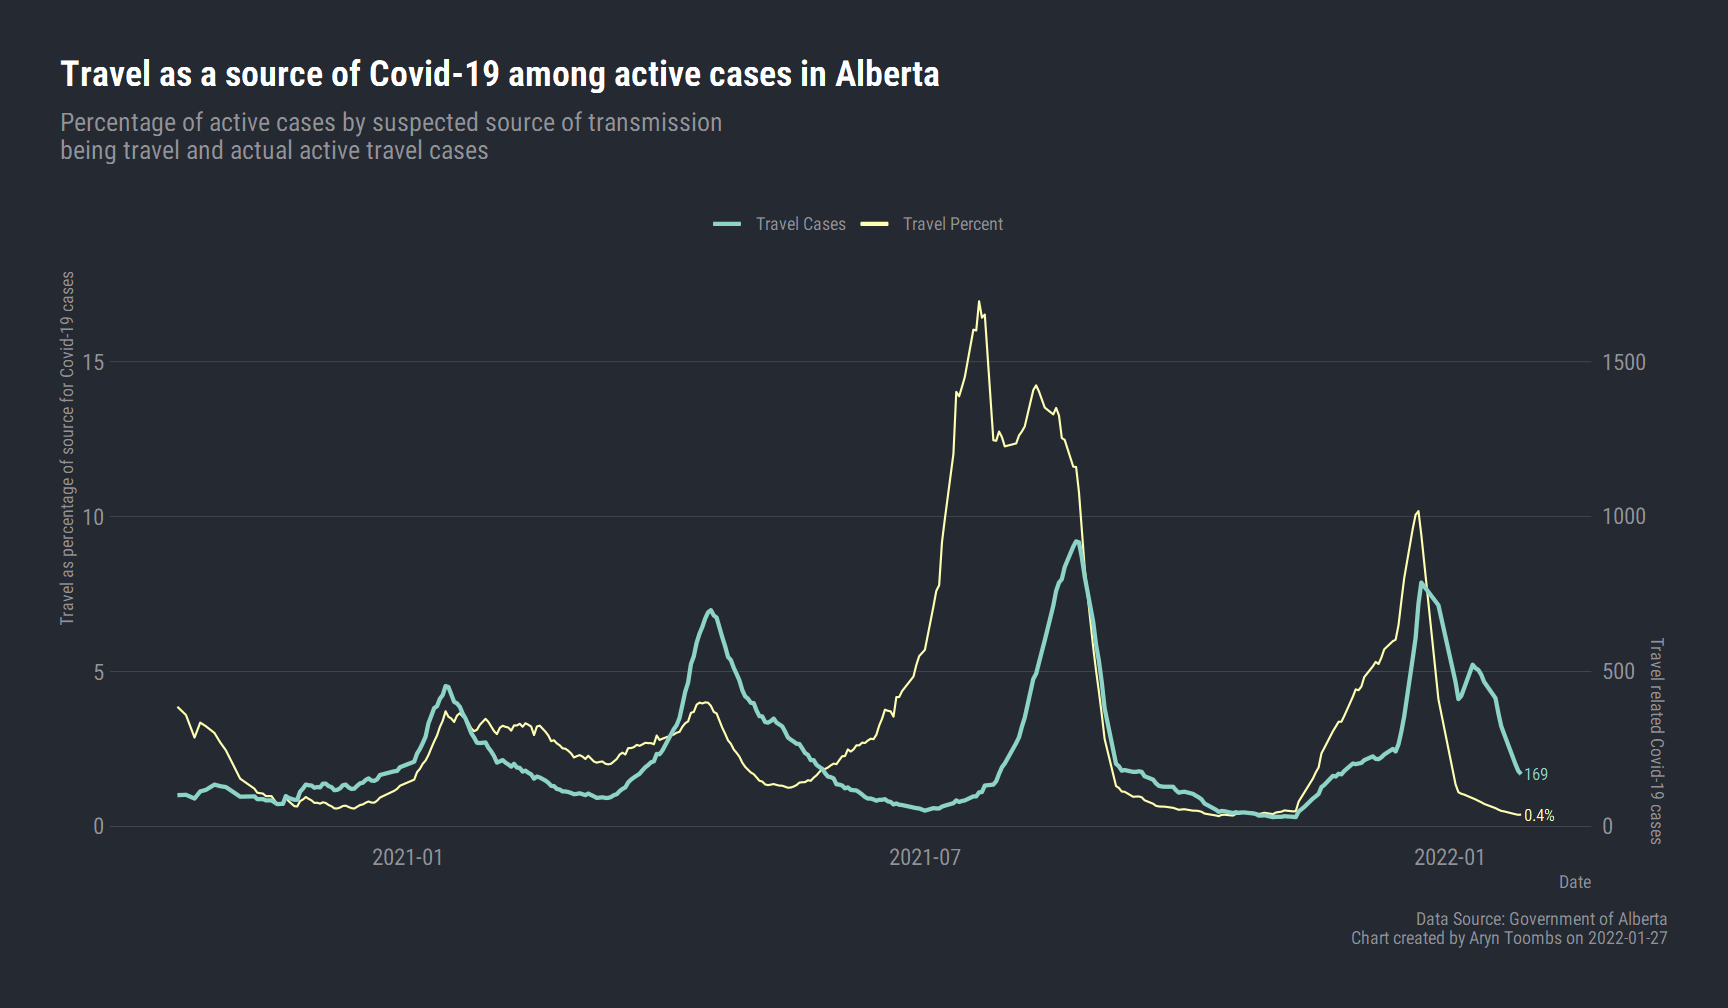 Travel as a source of Covid-19 among active cases in Alberta
Percentage of active cases by suspected source of transmission
being travel and actual active travel cases
Travel Cases
Travel Percent
Travel as percentage of source for Covid-19 cases
15
10
5
0
1500
1000
500
0
Travel related Covid-19 cases
169
0.4%
2021-01
2021-07
2022-01
Date
Data Source: Government of Alberta
Chart created by Aryn Toombs on 2022-01-27